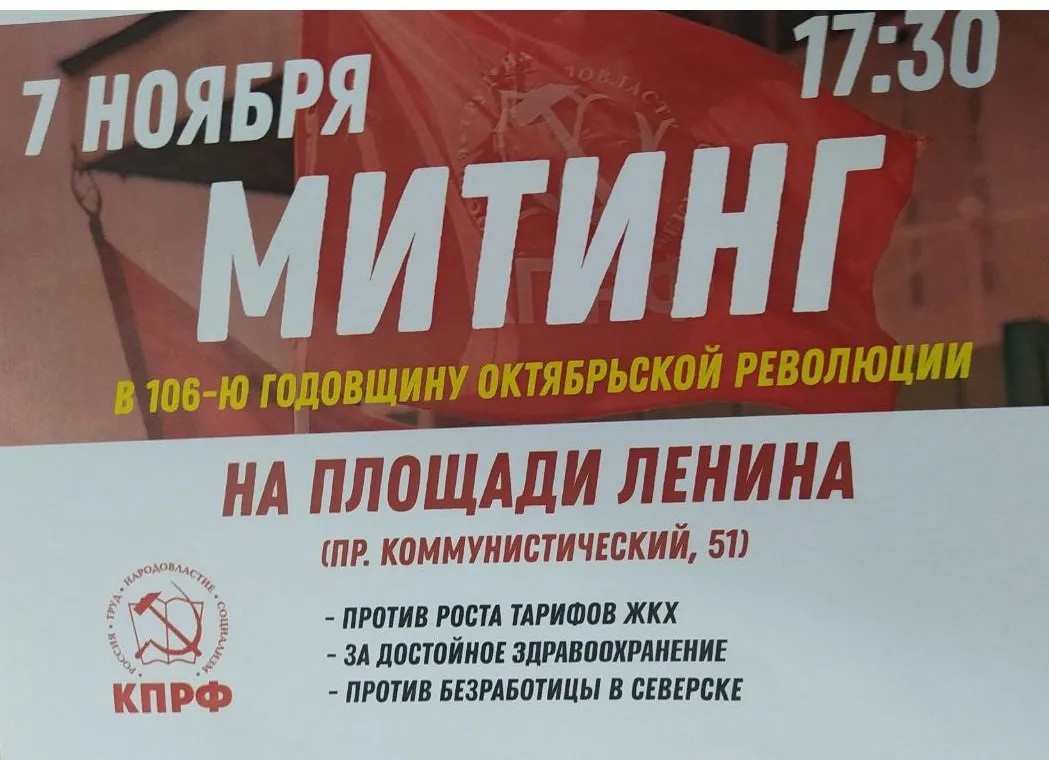 7 НОЯБРЯ
17:30
МИТИНГ
В 106-Ю ГОДОВЩИНУ ОКТЯБРЬСКОЙ РЕВОЛЮЦИИ
НА ПЛОЩАДИ ЛЕНИНА
(ПР. КОММУНИСТИЧЕСКИЙ, 51)
- ПРОТИВ РОСТА ТАРИФОВ ЖКХ
- ЗА ДОСТОЙНОЕ ЗДРАВООХРАНЕНИЕ
- ПРОТИВ БЕЗРАБОТИЦЫ В СЕВЕРСКЕ
РОССИЯ • ТРУД • НАРОДОВЛАСТИЕ • СОЦИАЛИЗМ •
КПРФ